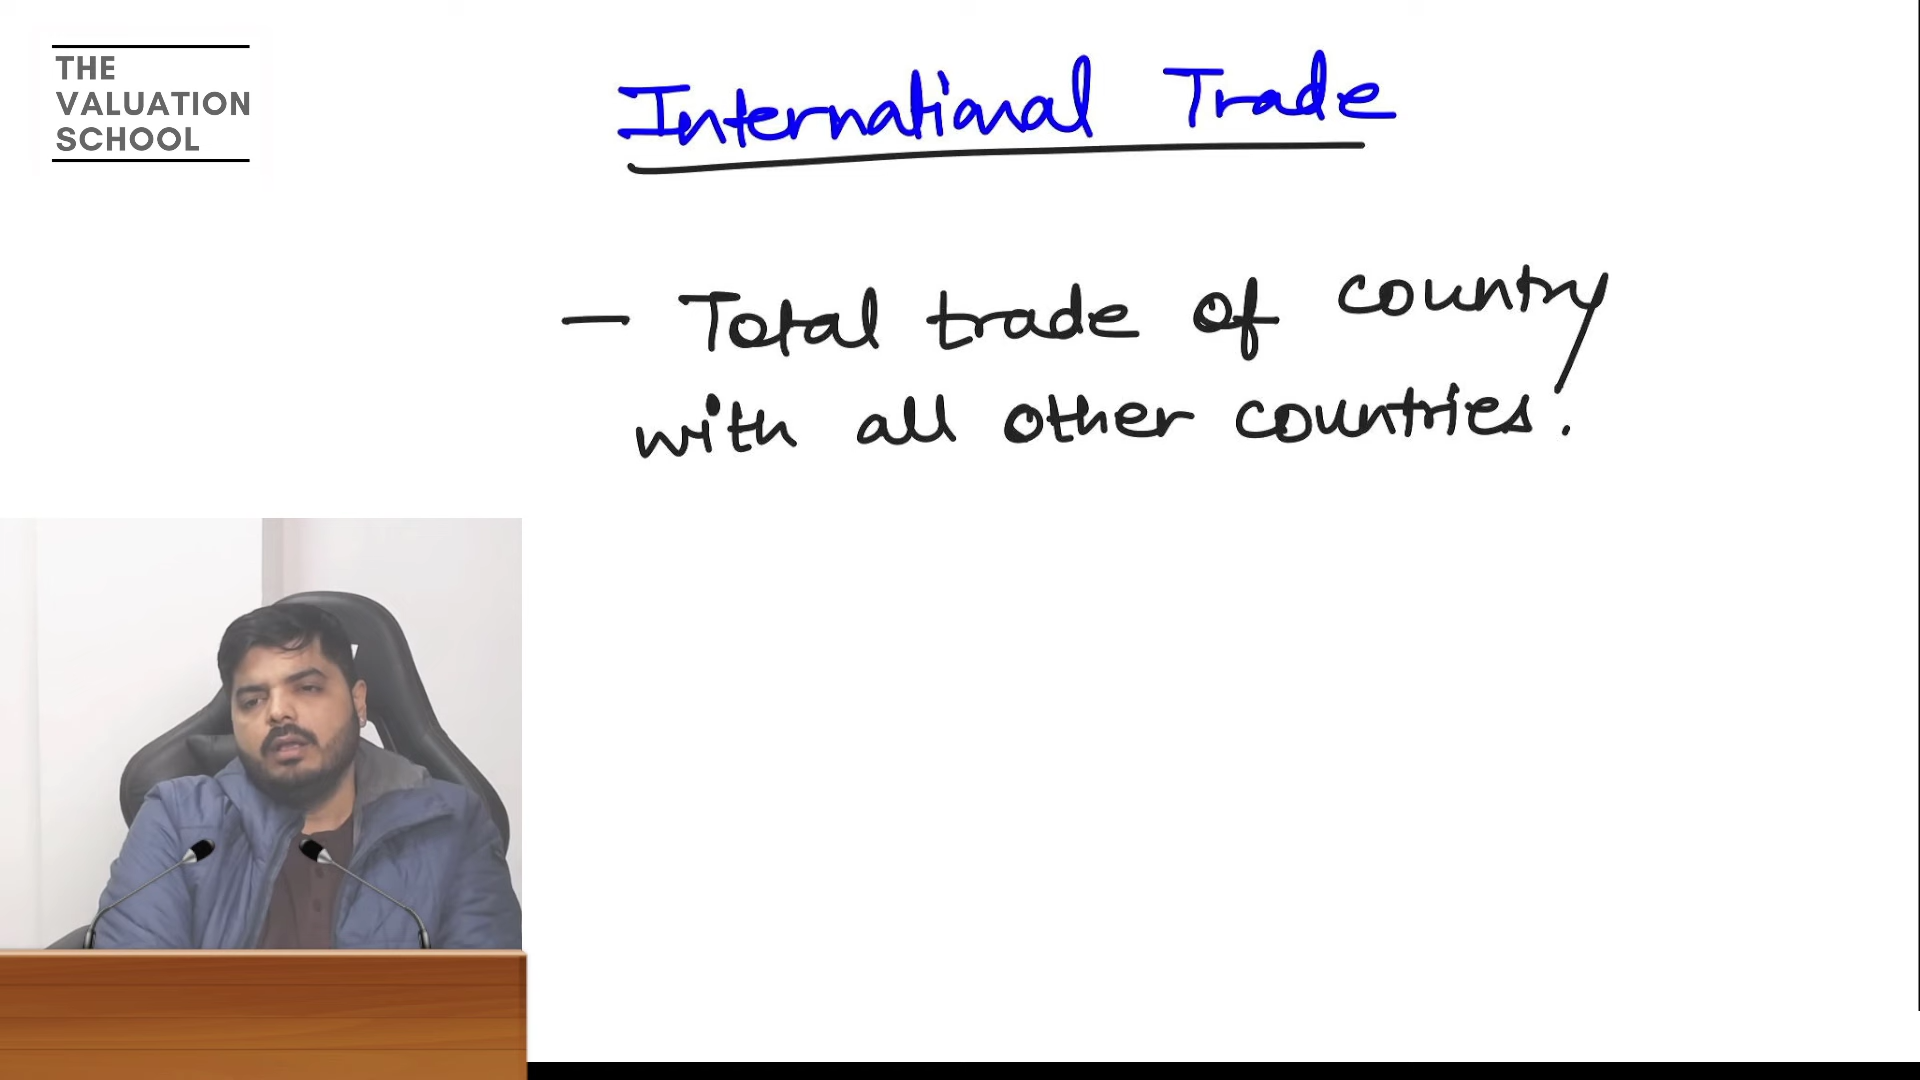 THE
VALUATION
SCHOOL
International Trade
— Total trade of country
with all other countries.